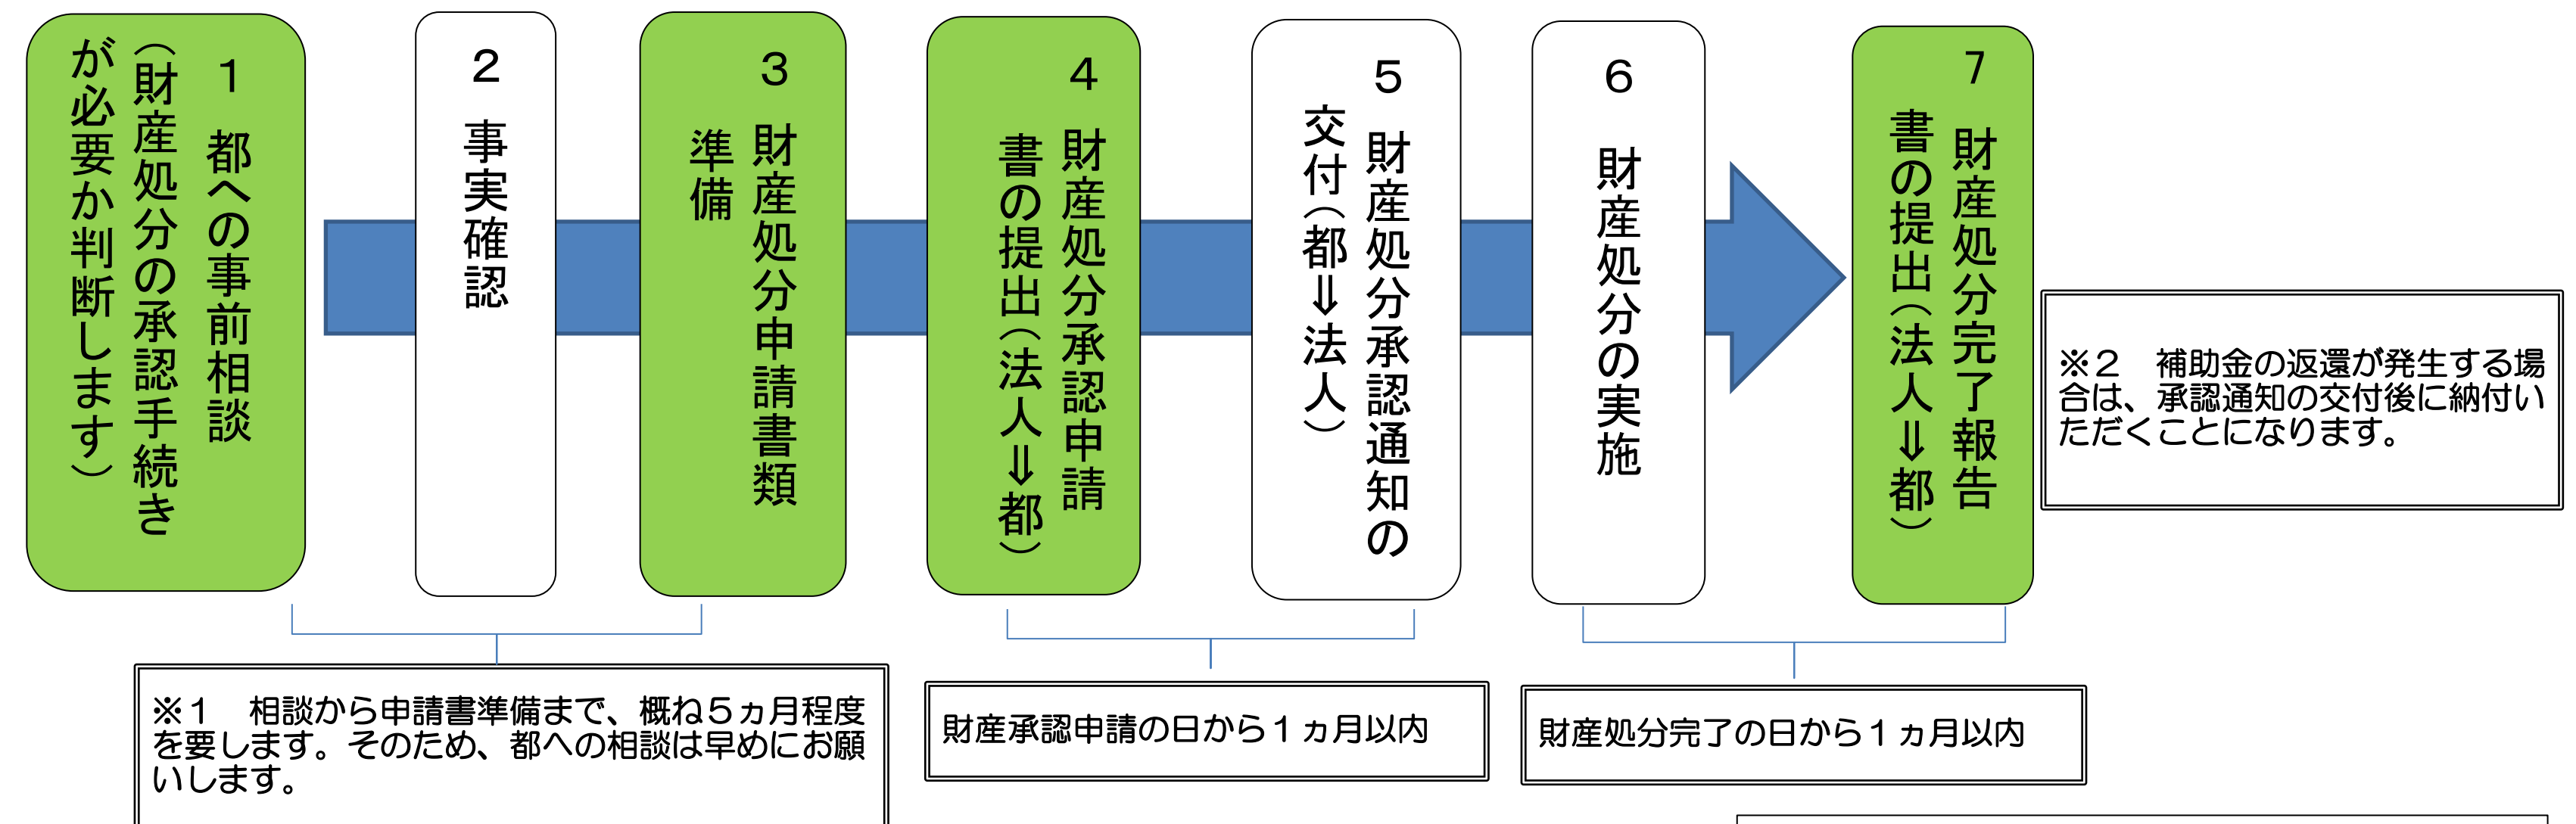 １　都への事前相談
（財産処分の承認手続き
が必要か判断します）
２　事実確認
３　財産処分申請書類
準備
４　財産処分承認申請
書の提出（法人⇒都）
５　財産処分承認通知の
交付（都⇒法人）
６　財産処分の実施
７　財産処分完了報告
書の提出（法人⇒都）
※２　補助金の返還が発生する場
合は、承認通知の交付後に納付い
ただくことになります。
※１　相談から申請書準備まで、概ね５ヵ月程度
を要します。そのため、都への相談は早めにお願
いします。
財産承認申請の日から１ヵ月以内
財産処分完了の日から１ヵ月以内